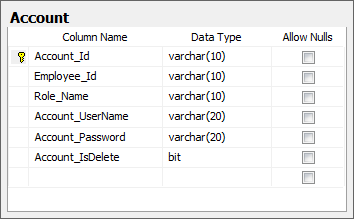 Account
Column Name Data Type Allow Nulls
Account_Id varchar(10)
Employee_Id varchar(10)
Role_Name varchar(10)
Account_UserName varchar(20)
Account_Password varchar(20)
Account_IsDelete bit